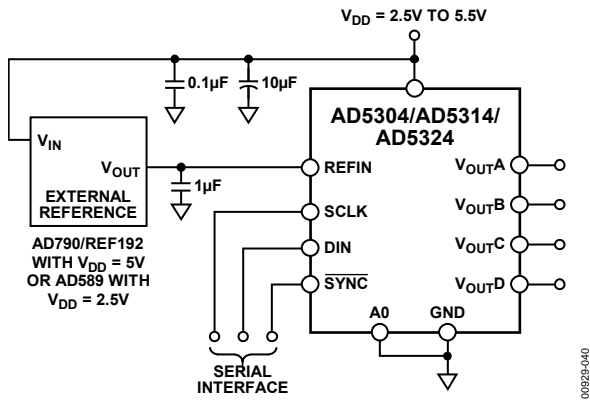 VDD = 2.5V TO 5.5V
0.1µF
10µF
AD5304/AD5314/
AD5324
VIN
VOUT
EXTERNAL
REFERENCE
1µF
REFIN
SCLK
DIN
SYNC
VOUTA
VOUTB
VOUTC
VOUTD
AD790/REF192
WITH VDD = 5V
OR AD589 WITH
VDD = 2.5V
A0
GND
SERIAL
INTERFACE
00929-040